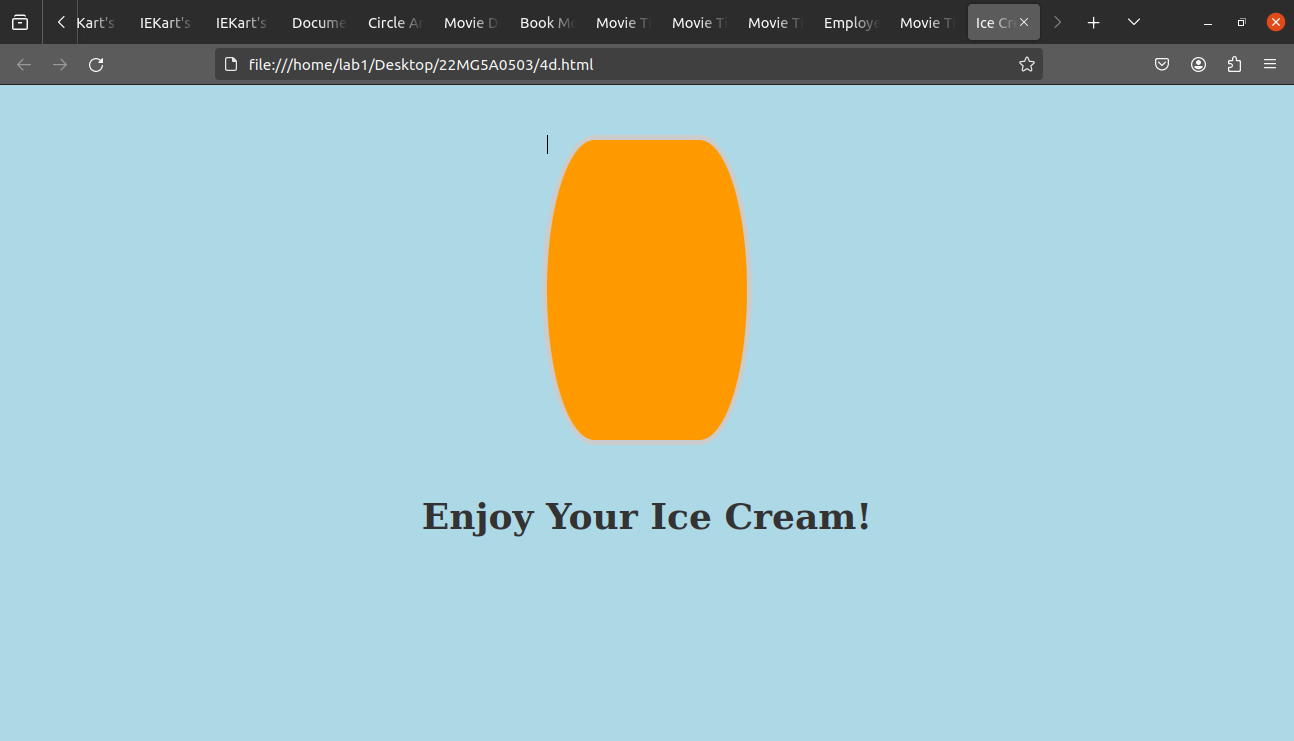 Kart's IEKart's IEKart's Docume Circle Ar Movie D Book Mo Movie Ti Movie Ti Movie Ti Employe Movie Ti Ice Cr
file:///home/lab1/Desktop/22MG5A0503/4d.html
Enjoy Your Ice Cream!